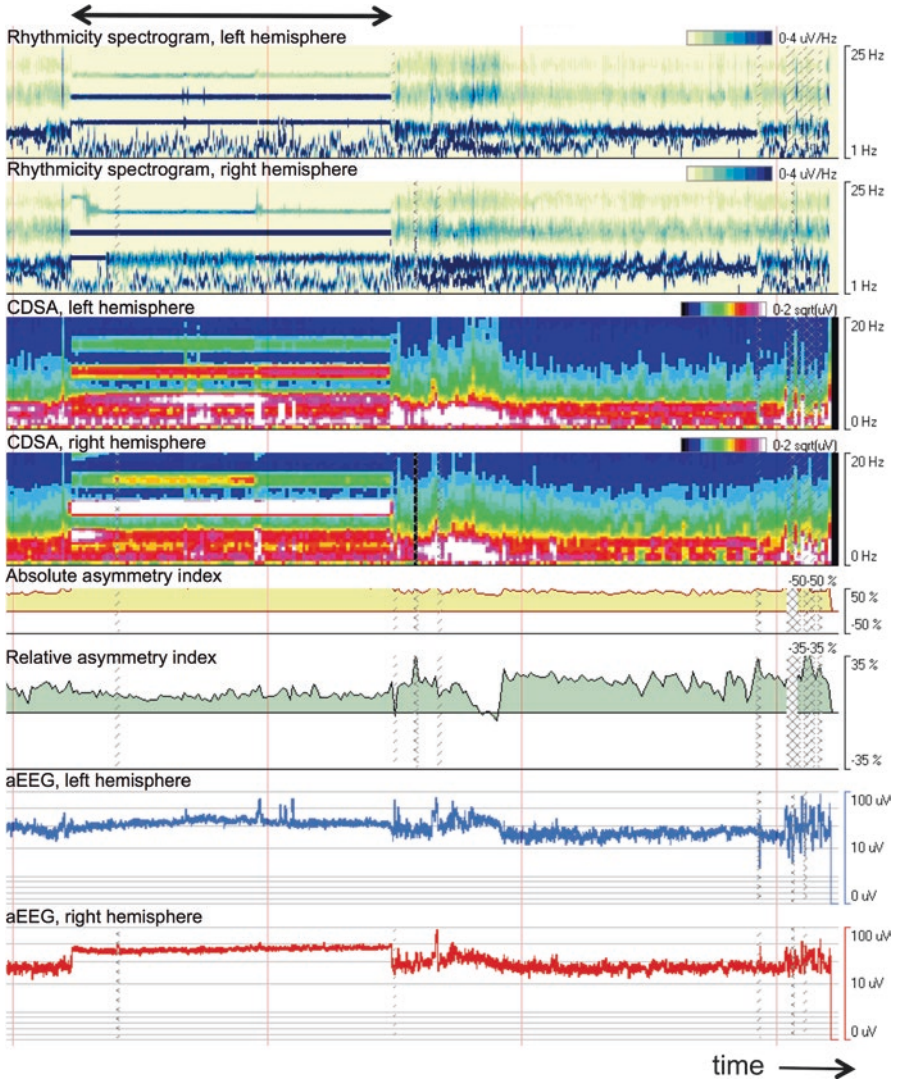 Rhythmicity spectrogram, left hemisphere
0-4 uV/Hz
25 Hz
1 Hz
Rhythmicity spectrogram, right hemisphere
0-4 uV/Hz
25 Hz
1 Hz
CDSA, left hemisphere
0-2 sqrt(uV)
20 Hz
0 Hz
CDSA, right hemisphere
0-2 sqrt(uV)
20 Hz
0 Hz
Absolute asymmetry index
-50-50 %
50 %
-50 %
Relative asymmetry index
-35-35 %
35 %
-35 %
aEEG, left hemisphere
100 uV
10 uV
0 uV
aEEG, right hemisphere
100 uV
10 uV
0 uV
time